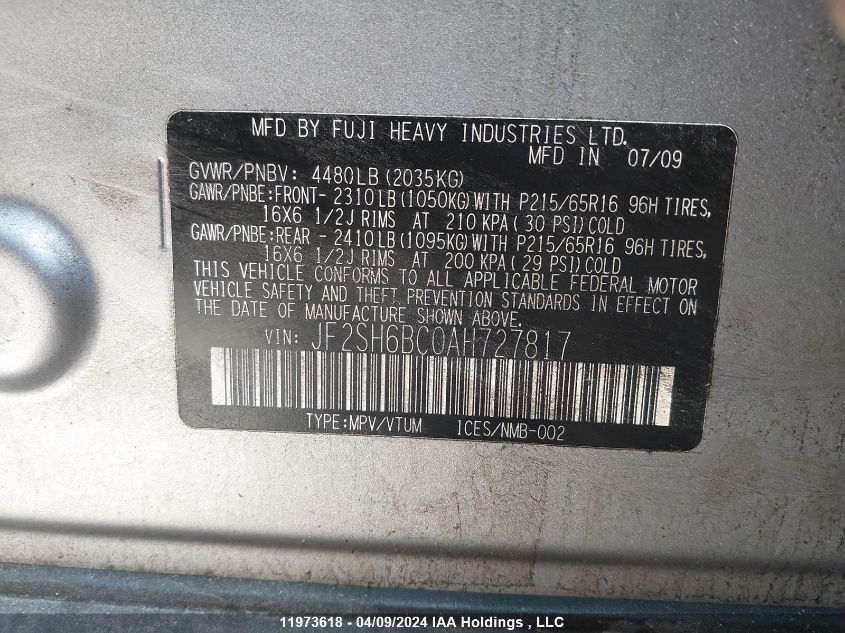 MFD BY FUJI HEAVY INDUSTRIES LTD.
MFD IN 07/09
GVWR/PNBV: 4480LB(2035KG)
GAWR/PNBE:FRONT- 2310LB(1050KG)WITH P215/65R16 96H TIRES,
16X6 1/2J RIMS AT 210 KPA( 30 PSI)COLD
GAWR/PNBE:REAR - 2410LB(1095KG)WITH P215/65R16 96H TIRES,
16X6 1/2J RIMS AT 200 KPA( 29 PSI)COLD
THIS VEHICLE CONFORMS TO ALL APPLICABLE FEDERAL MOTOR
VEHICLE SAFETY AND THEFT PREVENTION STANDARDS IN EFFECT ON
THE DATE OF MANUFACTURE SHOWN ABOVE.
VIN: JF2SH6BC0AH727817
TYPE:MPV/VTUM ICES/NMB-002
11973618 - 04/09/2024 IAA Holdings , LLC